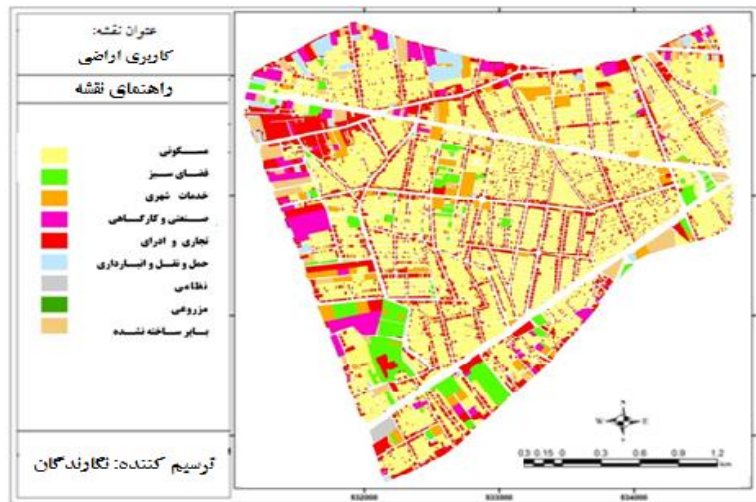 عنوان نقشه:
کاربری اراضی
راهنمای نقشه
مسکونی
فضای سبز
خدمات شهری
صنعتی و کارگاهی
تجاری و ادرای
حمل و نقل و انبارداری
نظامی
مزروعی
بایر ساخته نشده
ترسیم کننده: نگارندگان
N
W E
S
0.3 0.15 0 0.3 0.6 0.9 1.2
km
532000 533000 534000